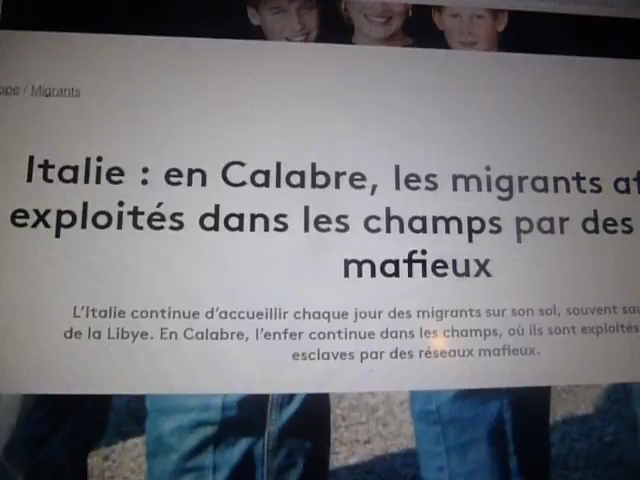 / Migrants
Italie : en Calabre, les migrants
exploités dans les champs par des
mafieux
L'Italie continue d'accueillir chaque jour des migrants sur son sol, souvent
de la Libye. En Calabre, l'enfer continue dans les champs, où ils sont exploités
esclaves par des réseaux mafieux.